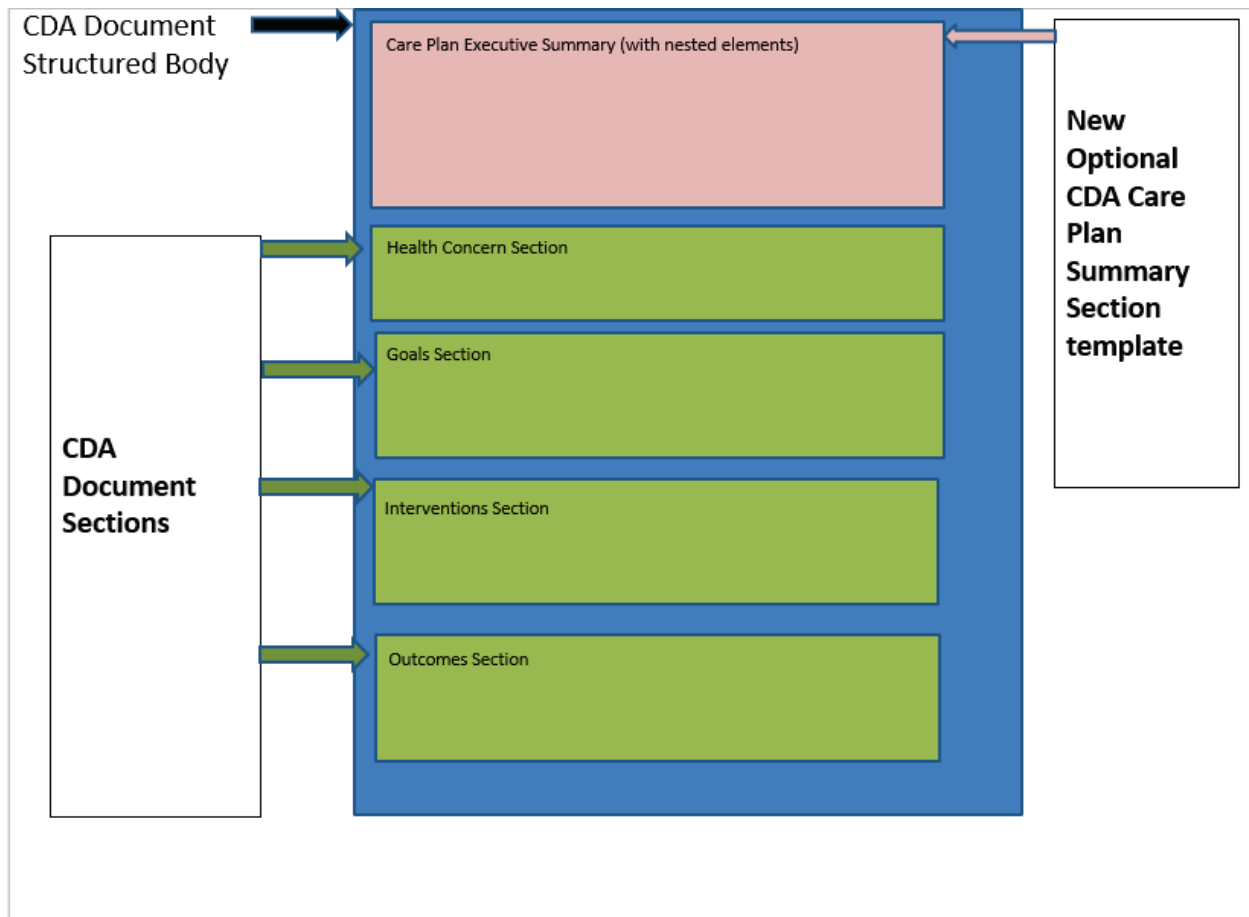 CDA Document
Structured Body
Care Plan Executive Summary (with nested elements)
New
Optional
CDA Care
Plan
Summary
Section
template
Health Concern Section
Goals Section
CDA
Document
Sections
Interventions Section
Outcomes Section